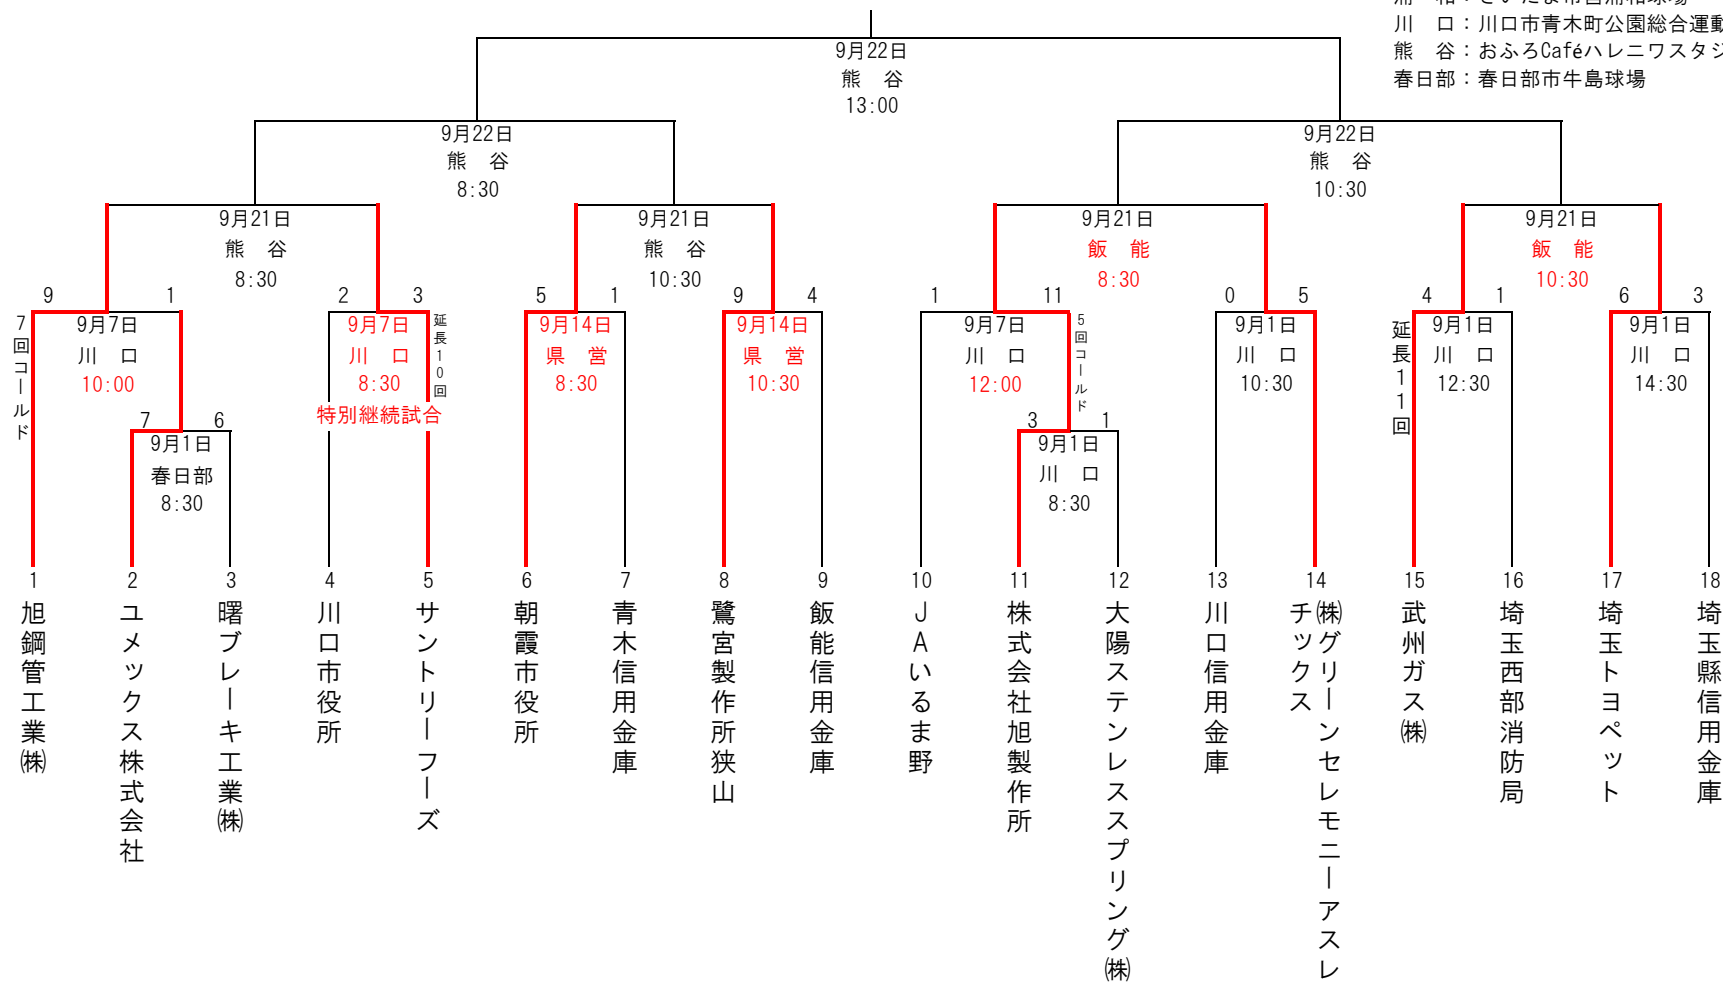 川　口：川口市青木町公園総合運動
熊　谷：おふろCaféハレニワスタジ
春日部：春日部市牛島球場
9月22日
熊　谷
13:00
9月22日
熊　谷
8:30
9月22日
熊　谷
10:30
9月21日
熊　谷
8:30
9月21日
熊　谷
10:30
9月21日
飯　能
8:30
9月21日
飯　能
10:30
9 1
7回コールド
9月7日
川　口
10:00
2 3
9月7日
川　口
8:30
特別継続試合
延長10回
5 1
9月14日
県　営
8:30
9 4
9月14日
県　営
10:30
1 11
9月7日
川　口
12:00
5回コールド
0 5
9月1日
川　口
10:30
4 1
延長11回
9月1日
川　口
12:30
6 3
9月1日
川　口
14:30
7 6
9月1日
春日部
8:30
3 1
9月1日
川　口
8:30
1
旭鋼管工業㈱
2
ユメックス株式会社
3
曙ブレーキ工業㈱
4
川口市役所
5
サントリーフーズ
6
朝霞市役所
7
青木信用金庫
8
鷺宮製作所狭山
9
飯能信用金庫
10
JAいるま野
11
株式会社旭製作所
12
大陽ステンレススプリング㈱
13
川口信用金庫
14
㈱グリーンセレモニーアスレ
チックス
15
武州ガス㈱
16
埼玉西部消防局
17
埼玉トヨペット
18
埼玉縣信用金庫